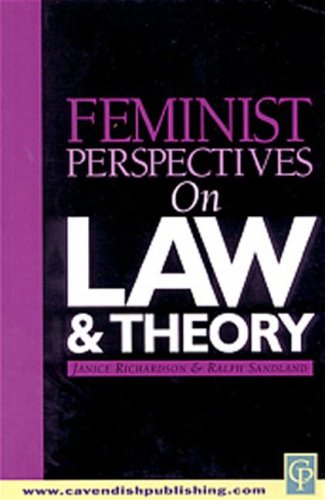 FEMINIST
PERSPECTIVES
On
LAW
& THEORY
JANICE RICHARDSON & RALPH SANDLAND
CP
www.cavendishpublishing.com